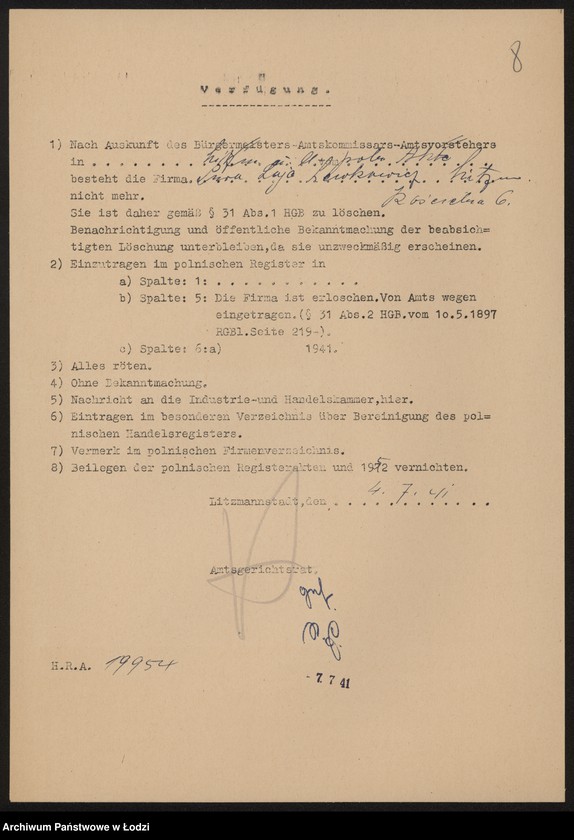 8
Verfügung.
1) Nach Auskunft des Bürgermeisters-Amtskommissars-Amtsvorstehers
in . . . . . . . .
besteht die Firma
nicht mehr.
Sie ist daher gemäß § 31 Abs.1 HGB zu löschen.
Benachrichtigung und öffentliche Bekanntmachung der beabsich=
tigten Löschung unterbleiben,da sie unzweckmäßig erscheinen.
2) Einzutragen im polnischen Register in
a) Spalte: 1: . . . . . . . . . . .
b) Spalte: 5: Die Firma ist erloschen.Von Amts wegen
eingetragen.(§ 31 Abs.2 HGB.vom 1o.5.1897
RGBl.Seite 219-).
c) Spalte: 6:a) 1941.
3) Alles röten.
4) Ohne Bekanntmachung.
5) Nachricht an die Industrie-und Handelskammer,hier.
6) Eintragen im besonderen Verzeichnis über Bereinigung des pol=
nischen Handelsregisters.
7) Vermerk im polnischen Firmenverzeichnis.
8) Beilegen der polnischen Registerakten und 1952 vernichten.
Litzmannstadt,den 4. 7. 41
Amtsgerichtsrat.
gef.
H.R.A. 19954
- 7. 7 41
Archiwum Państwowe w Łodzi